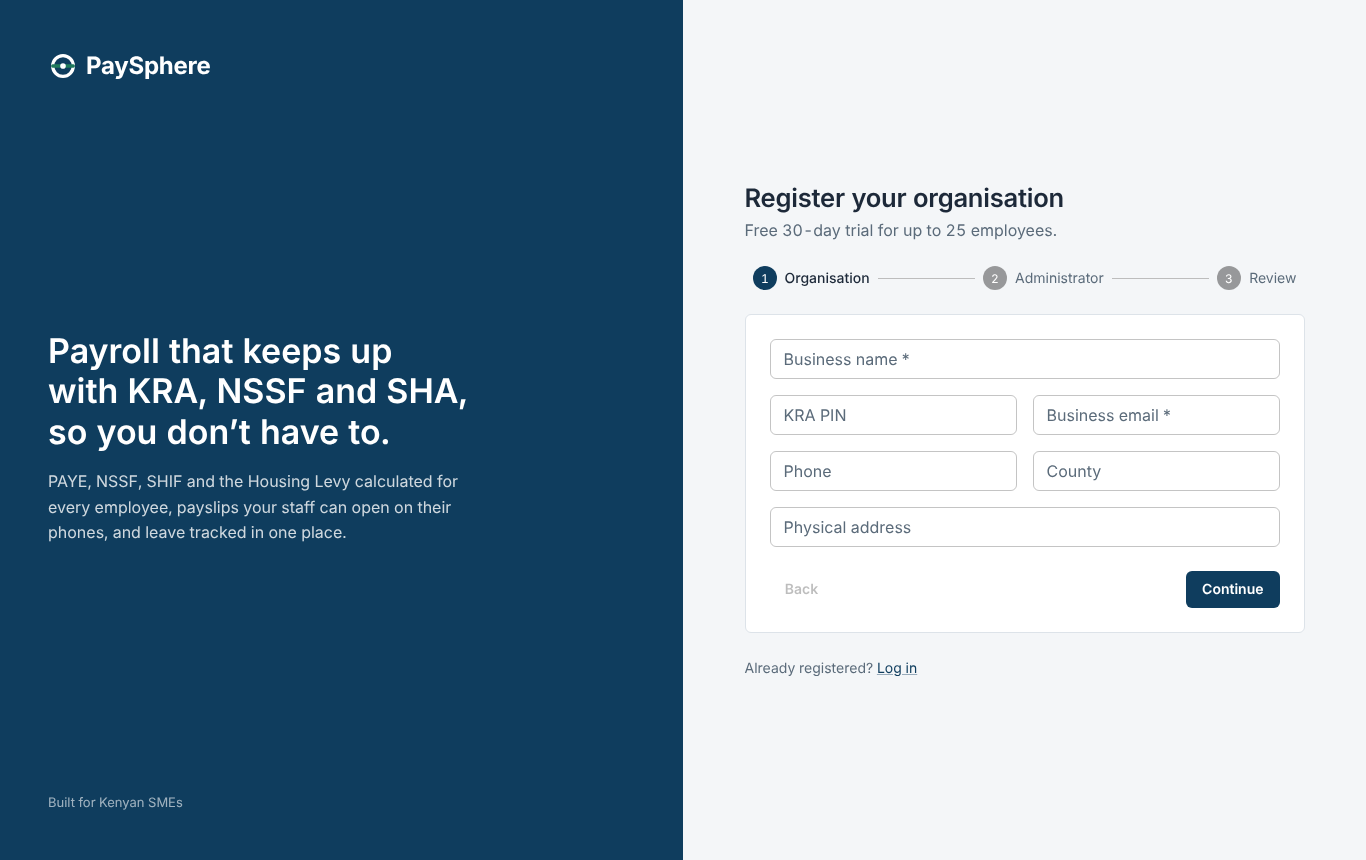 PaySphere
Payroll that keeps up
with KRA, NSSF and SHA,
so you don’t have to.
PAYE, NSSF, SHIF and the Housing Levy calculated for
every employee, payslips your staff can open on their
phones, and leave tracked in one place.
Built for Kenyan SMEs
Register your organisation
Free 30-day trial for up to 25 employees.
1 Organisation 2 Administrator 3 Review
Business name *
KRA PIN Business email *
Phone County
Physical address
Back Continue
Already registered? Log in